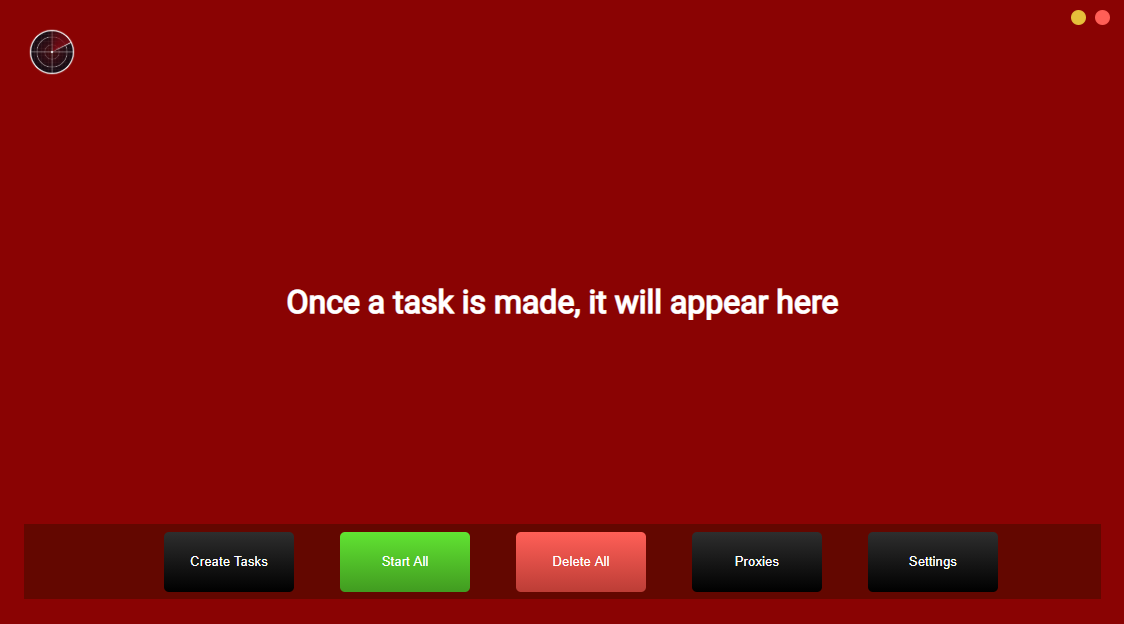 Once a task is made, it will appear here
Create Tasks
Start All
Delete All
Proxies
Settings